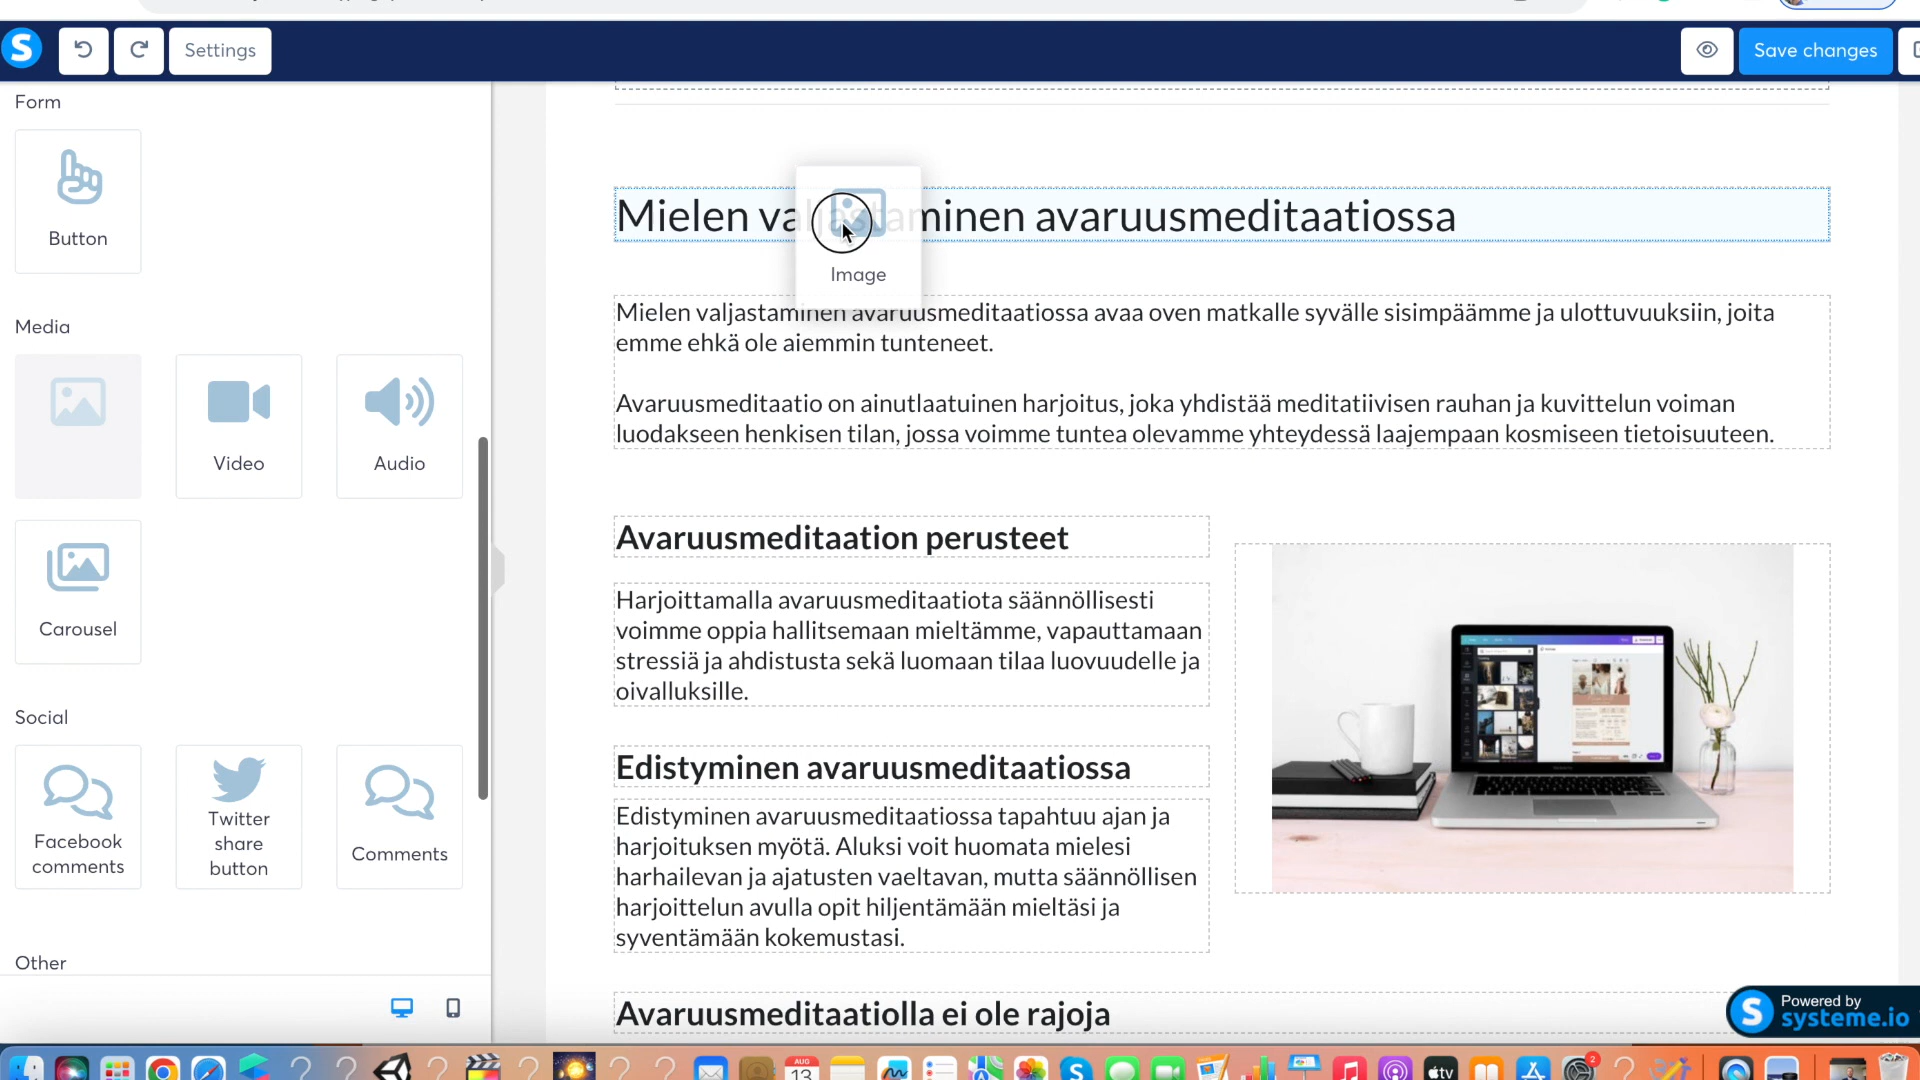 Settings
Save changes
Form
Button
Media
Video
Audio
Carousel
Social
Facebook
comments
Twitter
share
button
Comments
Other
Mielen va
minen avaruusmeditaatiossa
Image
Mielen valjastaminen avaruusmeditaatiossa avaa oven matkalle syvälle sisimpäämme ja ulottuvuuksiin, joita
emme ehkä ole aiemmin tunteneet.
Avaruusmeditaatio on ainutlaatuinen harjoitus, joka yhdistää meditatiivisen rauhan ja kuvittelun voiman
luodakseen henkisen tilan, jossa voimme tuntea olevamme yhteydessä laajempaan kosmiseen tietoisuuteen.
Avaruusmeditaation perusteet
Harjoittamalla avaruusmeditaatiota säännöllisesti
voimme oppia hallitsemaan mieltämme, vapauttamaan
stressiä ja ahdistusta sekä luomaan tilaa luovuudelle ja
oivalluksille.
Edistyminen avaruusmeditaatiossa
Edistyminen avaruusmeditaatiossa tapahtuu ajan ja
harjoituksen myötä. Aluksi voit huomata mielesi
harhailevan ja ajatusten vaeltavan, mutta säännöllisen
harjoittelun avulla opit hiljentämään mieltäsi ja
syventämään kokemustasi.
Avaruusmeditaatiolla ei ole rajoja
Powered by
systeme.io
AUG
13
tv
2